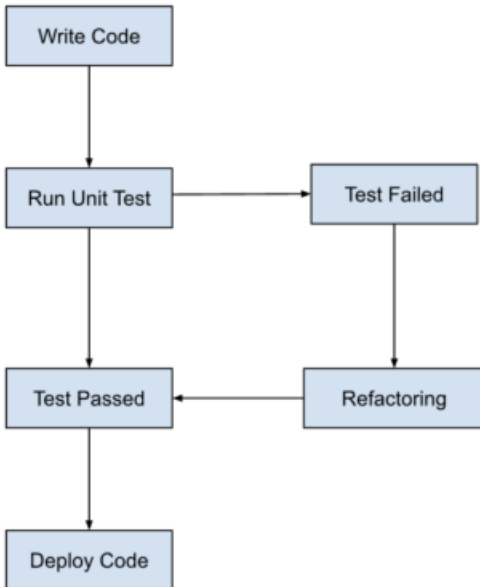 Write Code
Run Unit Test
Test Failed
Test Passed
Refactoring
Deploy Code